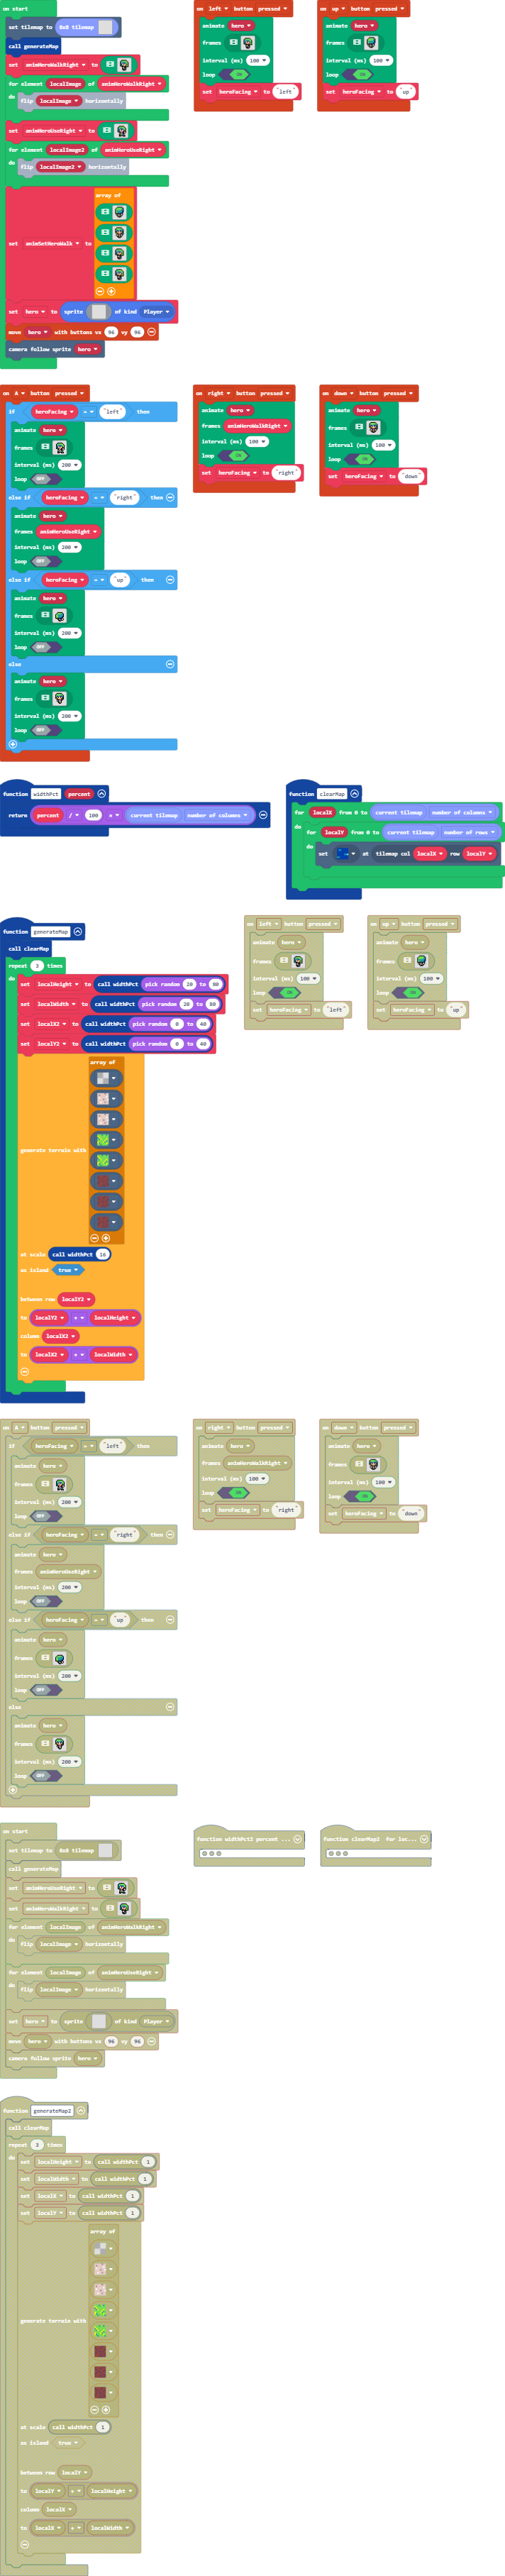 on start
set tilemap to 8x8 tilemap
call generateMap
set animHeroWalkRight to
for element localImage of animHeroWalkRight
do flip localImage horizontally
set animHeroUseRight to
for element localImage2 of animHeroUseRight
do flip localImage2 horizontally
array of
set animSetHeroWalk to
set hero to sprite of kind Player
move hero with buttons vx 96 vy 96
camera follow sprite hero
on left button pressed
animate hero
frames
interval (ms) 100
loop ON
set heroFacing to "left"
on up button pressed
animate hero
frames
interval (ms) 100
loop ON
set heroFacing to "up"
on A button pressed
if heroFacing = "left" then
animate hero
frames
interval (ms) 200
loop OFF
else if heroFacing = "right" then
animate hero
frames animHeroUseRight
interval (ms) 200
loop OFF
else if heroFacing = "up" then
animate hero
frames
interval (ms) 200
loop OFF
else
animate hero
frames
interval (ms) 200
loop OFF
on right button pressed
animate hero
frames animHeroWalkRight
interval (ms) 100
loop ON
set heroFacing to "right"
on down button pressed
animate hero
frames
interval (ms) 100
loop ON
set heroFacing to "down"
function widthPct percent
return percent / 100 × current tilemap number of columns
function clearMap
for localX from 0 to current tilemap number of columns
do for localY from 0 to current tilemap number of rows
do set at tilemap col localX row localY
function generateMap
call clearMap
repeat 3 times
do set localHeight to call widthPct pick random 20 to 80
set localWidth to call widthPct pick random 20 to 80
set localX2 to call widthPct pick random 0 to 40
set localY2 to call widthPct pick random 0 to 40
array of
generate terrain with
at scale call widthPct 16
as island true
between row localY2
to localY2 + localHeight
column localX2
to localX2 + localWidth
on left button pressed
animate hero
frames
interval (ms) 100
loop ON
set heroFacing to "left"
on up button pressed
animate hero
frames
interval (ms) 100
loop ON
set heroFacing to "up"
on A button pressed
if heroFacing = "left" then
animate hero
frames
interval (ms) 200
loop OFF
else if heroFacing = "right" then
animate hero
frames animHeroUseRight
interval (ms) 200
loop OFF
else if heroFacing = "up" then
animate hero
frames
interval (ms) 200
loop OFF
else
animate hero
frames
interval (ms) 200
loop OFF
on right button pressed
animate hero
frames animHeroWalkRight
interval (ms) 100
loop ON
set heroFacing to "right"
on down button pressed
animate hero
frames
interval (ms) 100
loop ON
set heroFacing to "down"
on start
set tilemap to 8x8 tilemap
call generateMap
set animHeroUseRight to
set animHeroWalkRight to
for element localImage of animHeroWalkRight
do flip localImage horizontally
for element localImage of animHeroUseRight
do flip localImage horizontally
set hero to sprite of kind Player
move hero with buttons vx 96 vy 96
camera follow sprite hero
function widthPct2 percent ...
function clearMap2 for loc...
function generateMap2
call clearMap
repeat 3 times
do set localHeight to call widthPct 1
set localWidth to call widthPct 1
set localX to call widthPct 1
set localY to call widthPct 1
array of
generate terrain with
at scale call widthPct 1
as island true
between row localY
to localY + localHeight
column localX
to localX + localWidth